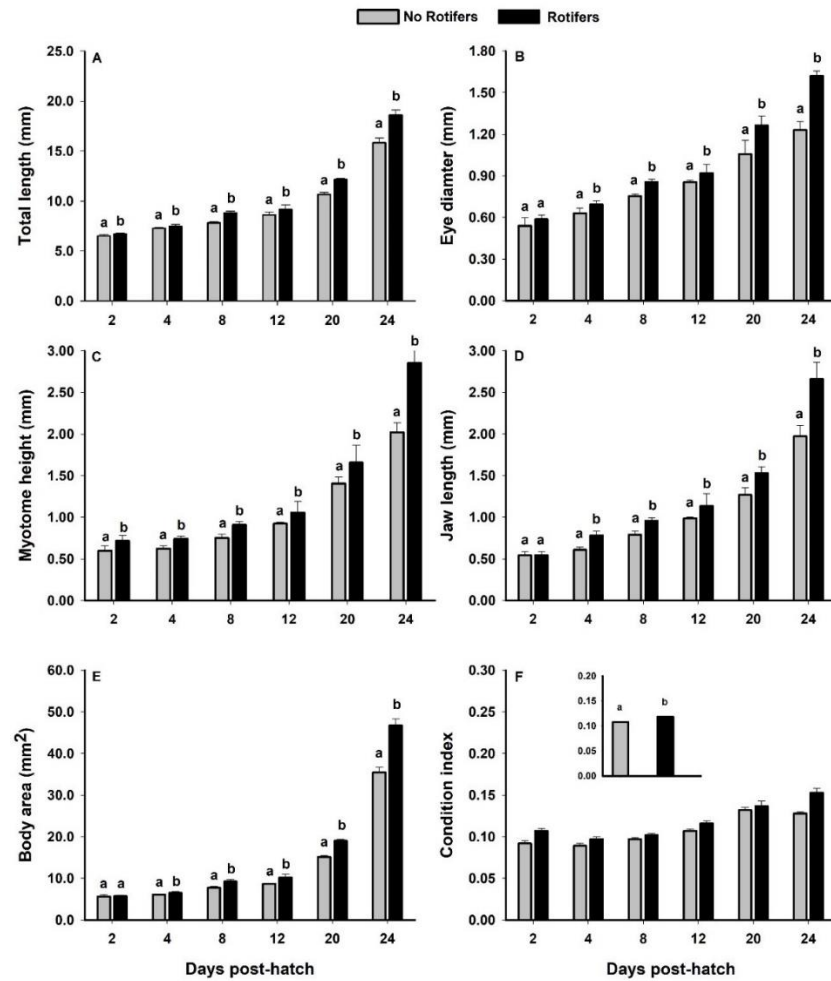 No Rotifers Rotifers
A
Total length (mm)
25.0
20.0
15.0
10.0
5.0
0.0
a b a b a b a b a b a b
2 4 8 12 20 24
B
Eye diamter (mm)
1.80
1.50
1.20
0.90
0.60
0.00
a a a b a b a b a b a b
2 4 8 12 20 24
C
Myotome height (mm)
3.00
2.50
2.00
1.50
1.00
0.50
0.00
a b a b a b a b a b a b
2 4 8 12 20 24
D
Jaw length (mm)
3.00
2.50
2.00
1.50
1.00
0.50
0.00
a a a b a b a b a b a b
2 4 8 12 20 24
E
Body area (mm2)
60.0
50.0
40.0
30.0
20.0
10.0
0.0
a a a b a b a b a b a b
2 4 8 12 20 24
Days post-hatch
F
Condition index
0.30
0.25
0.20
0.15
0.10
0.05
0.00
0.20
0.15
0.10
0.05
0.00
a b
2 4 8 12 20 24
Days post-hatch